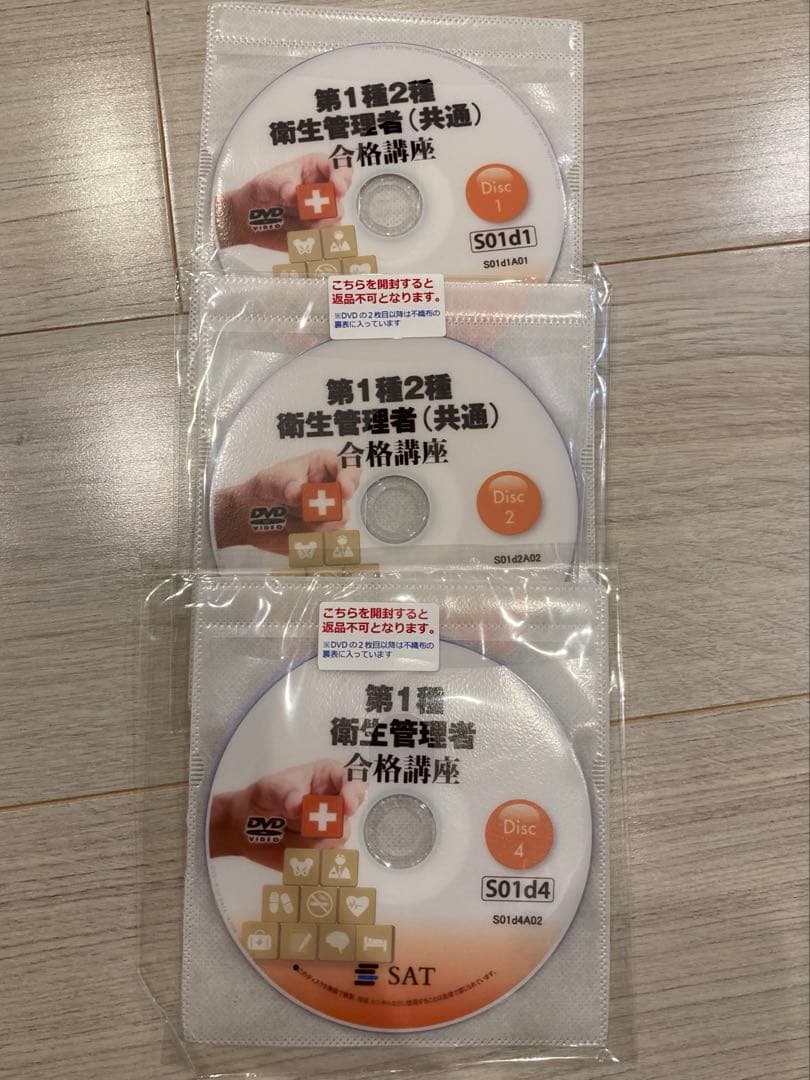 第1種2種
衛生管理者(共通)
合格講座
DVD
VIDEO
Disc
1
S01d1
S01d1A01
こちらを開封すると
返品不可となります。
※DVDの2枚目以降は不織布の
裏表に入っています
第1種2種
衛生管理者(共通)
合格講座
DVD
VIDEO
Disc
2
S01d2A02
こちらを開封すると
返品不可となります。
※DVDの2枚目以降は不織布の
裏表に入っています
第1種
衛生管理者
合格講座
DVD
VIDEO
Disc
4
S01d4
S01d4A02
SAT